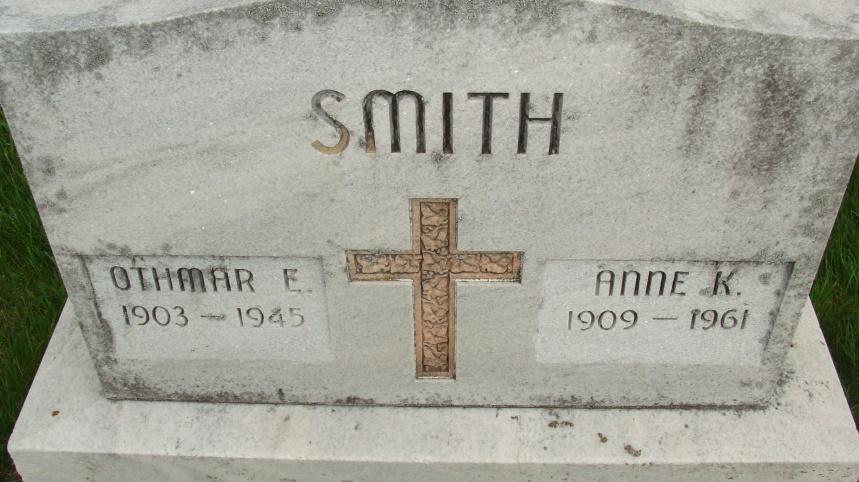 SMITH
OTHMAR E.
1903 - 1945
ANNE K.
1909 - 1961